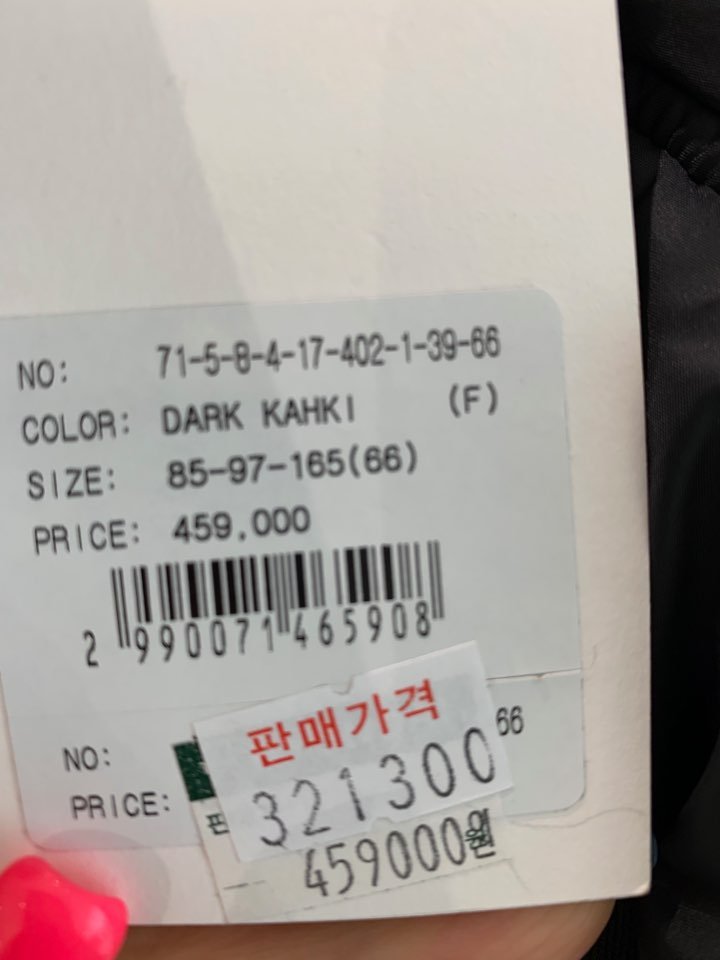 NO: 71-5-8-4-17-402-1-39-66
COLOR: DARK KAHKI (F)
SIZE: 85-97-165(66)
PRICE: 459,000
2 990071 465908
NO: 66
PRICE:
판매가격
321300
459000원